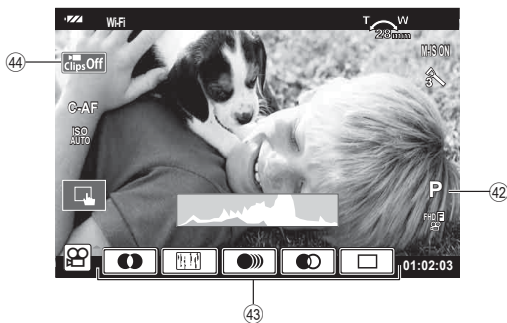 Wi-Fi
T W
28mm
Clips Off
M-IS ON
3
C-AF
ISO
AUTO
P
FHD F
01:02:03
44
42
43